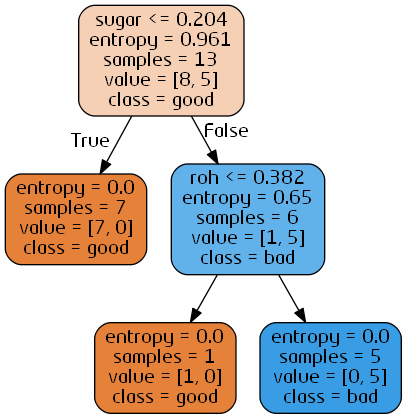 sugar <= 0.204
entropy = 0.961
samples = 13
value = [8, 5]
class = good
True
False
entropy = 0.0
samples = 7
value = [7, 0]
class = good
roh <= 0.382
entropy = 0.65
samples = 6
value = [1, 5]
class = bad
entropy = 0.0
samples = 1
value = [1, 0]
class = good
entropy = 0.0
samples = 5
value = [0, 5]
class = bad